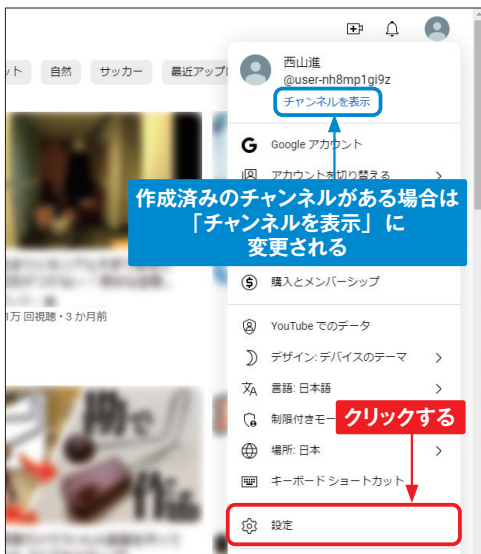 ット
自然
サッカー
最近アップ
西山進
@user-nh8mp1gi9z
チャンネルを表示
Google アカウント
アカウントを切り替える
作成済みのチャンネルがある場合は
「チャンネルを表示」に
変更される
購入とメンバーシップ
1万 回視聴・3 か月前
YouTube でのデータ
デザイン: デバイスのテーマ
言語: 日本語
制限付きモー
クリックする
場所: 日本
キーボード ショートカット
設定